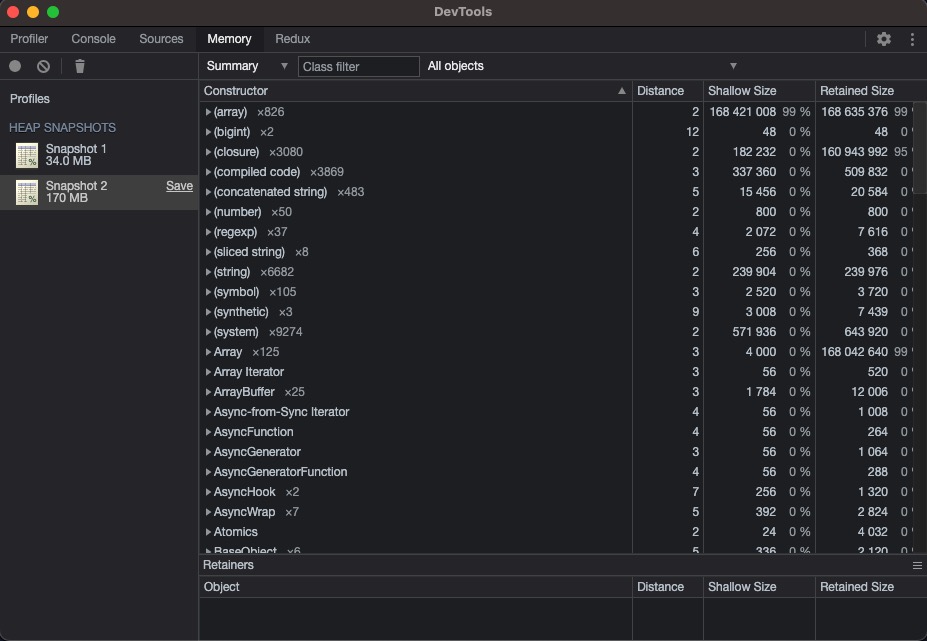 DevTools
Profiler Console Sources Memory Redux
Summary ▼ Class filter All objects ▼
Profiles
HEAP SNAPSHOTS
Snapshot 1
34.0 MB
Snapshot 2 Save
170 MB
Constructor ▲ Distance Shallow Size Retained Size
(array) ×826 2 168 421 008 99 % 168 635 376 99
(bigint) ×2 12 48 0 % 48 0
(closure) ×3080 2 182 232 0 % 160 943 992 95
(compiled code) ×3869 3 337 360 0 % 509 832 0
(concatenated string) ×483 5 15 456 0 % 20 584 0
(number) ×50 2 800 0 % 800 0
(regexp) ×37 4 2 072 0 % 7 616 0
(sliced string) ×8 6 256 0 % 368 0
(string) ×6682 2 239 904 0 % 239 976 0
(symbol) ×105 3 2 520 0 % 3 720 0
(synthetic) ×3 9 3 008 0 % 7 439 0
(system) ×9274 2 571 936 0 % 643 920 0
Array ×125 3 4 000 0 % 168 042 640 99
Array Iterator 3 56 0 % 520 0
ArrayBuffer ×25 3 1 784 0 % 12 006 0
Async-from-Sync Iterator 4 56 0 % 1 008 0
AsyncFunction 4 56 0 % 264 0
AsyncGenerator 3 56 0 % 1 064 0
AsyncGeneratorFunction 4 56 0 % 288 0
AsyncHook ×2 7 256 0 % 1 320 0
AsyncWrap ×7 5 392 0 % 2 824 0
Atomics 2 24 0 % 4 032 0
BaseObject ×6 5 336 0 % 2 120 0
Retainers
Object Distance Shallow Size Retained Size